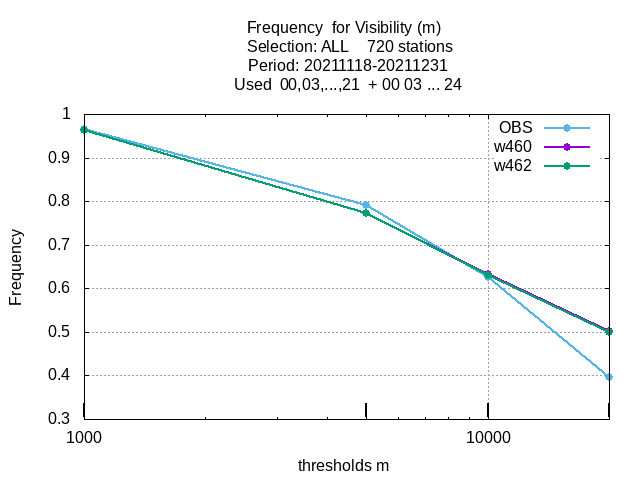 Frequency  for Visibility (m)
Selection: ALL    720 stations
Period: 20211118-20211231
Used  00,03,...,21  + 00 03 ... 24
OBS
w460
w462
1
0.9
0.8
0.7
0.6
0.5
0.4
0.3
Frequency
1000
10000
thresholds m